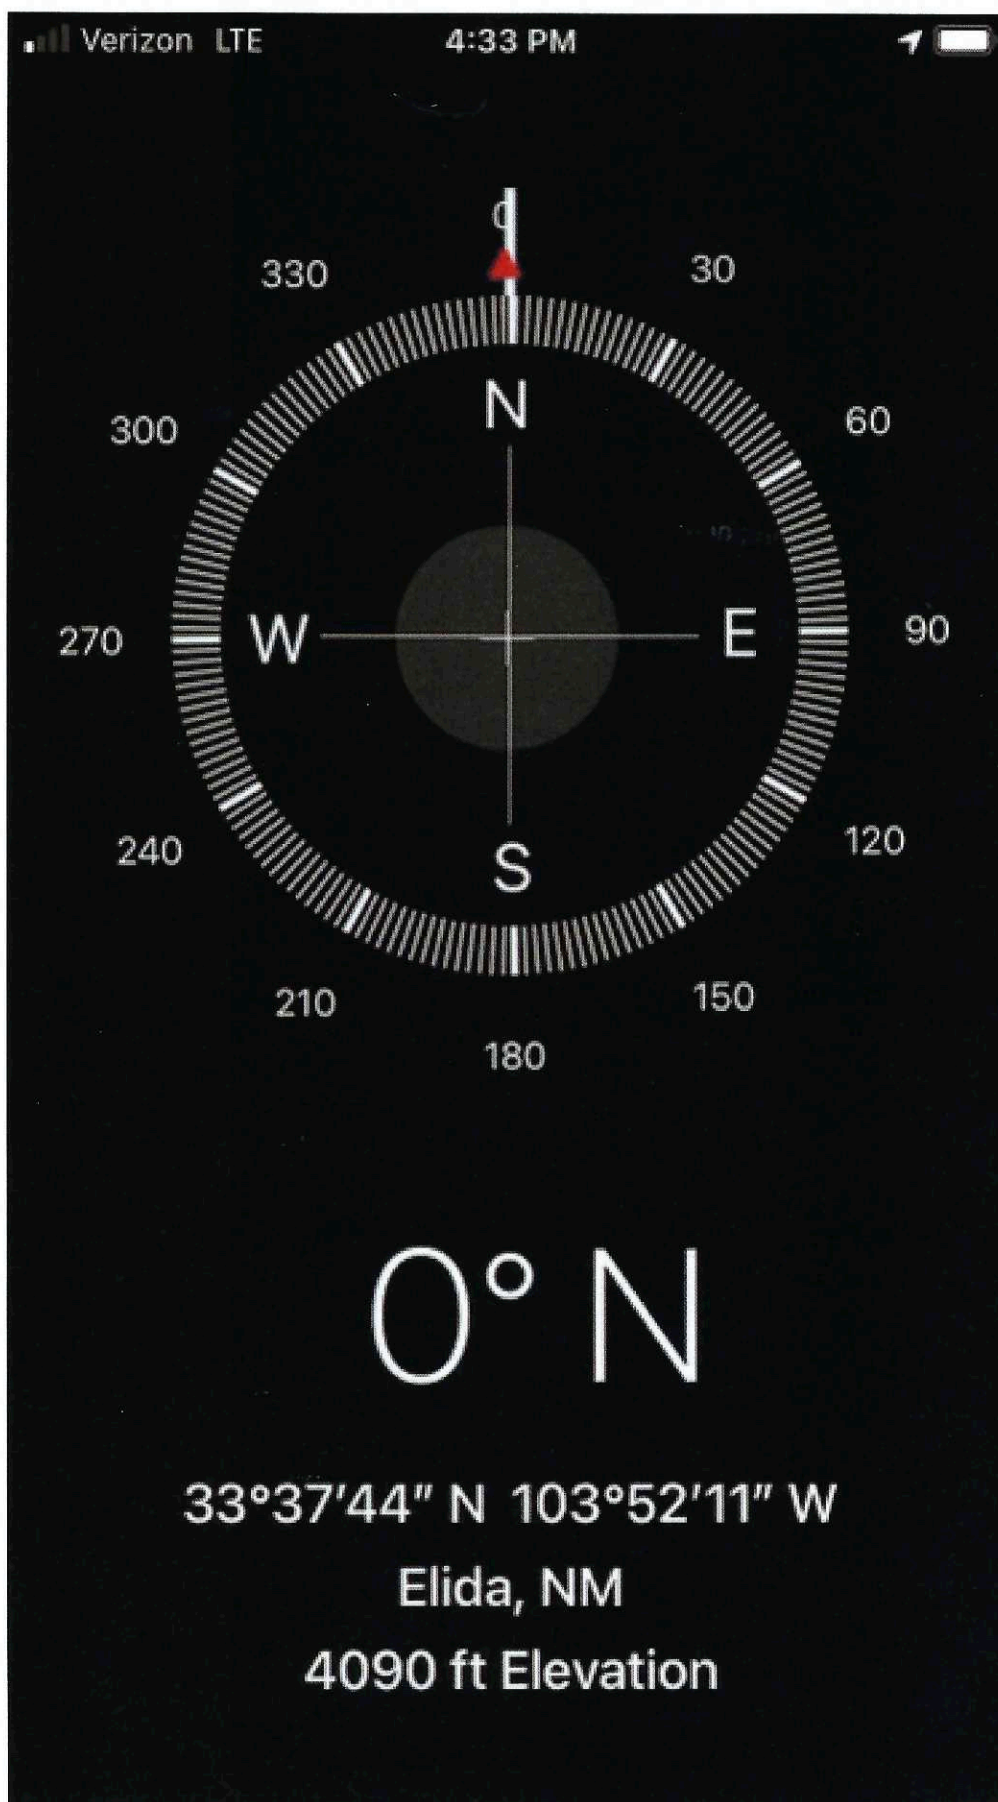 Verizon LTE 4:33 PM
0
330 30
N
300 60
270 W E 90
240 120
S
210 150
180
0° N
33°37'44" N 103°52'11" W
Elida, NM
4090 ft Elevation